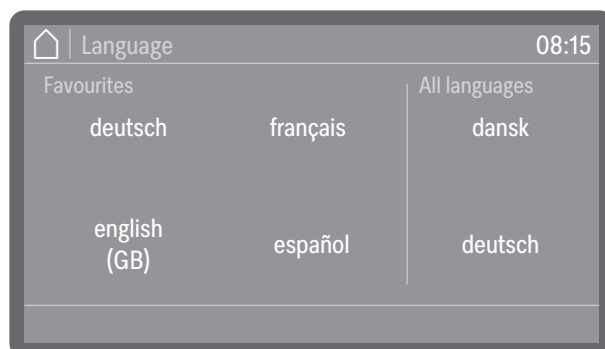 Language
08:15
Favourites
All languages
deutsch
français
dansk
english
(GB)
español
deutsch